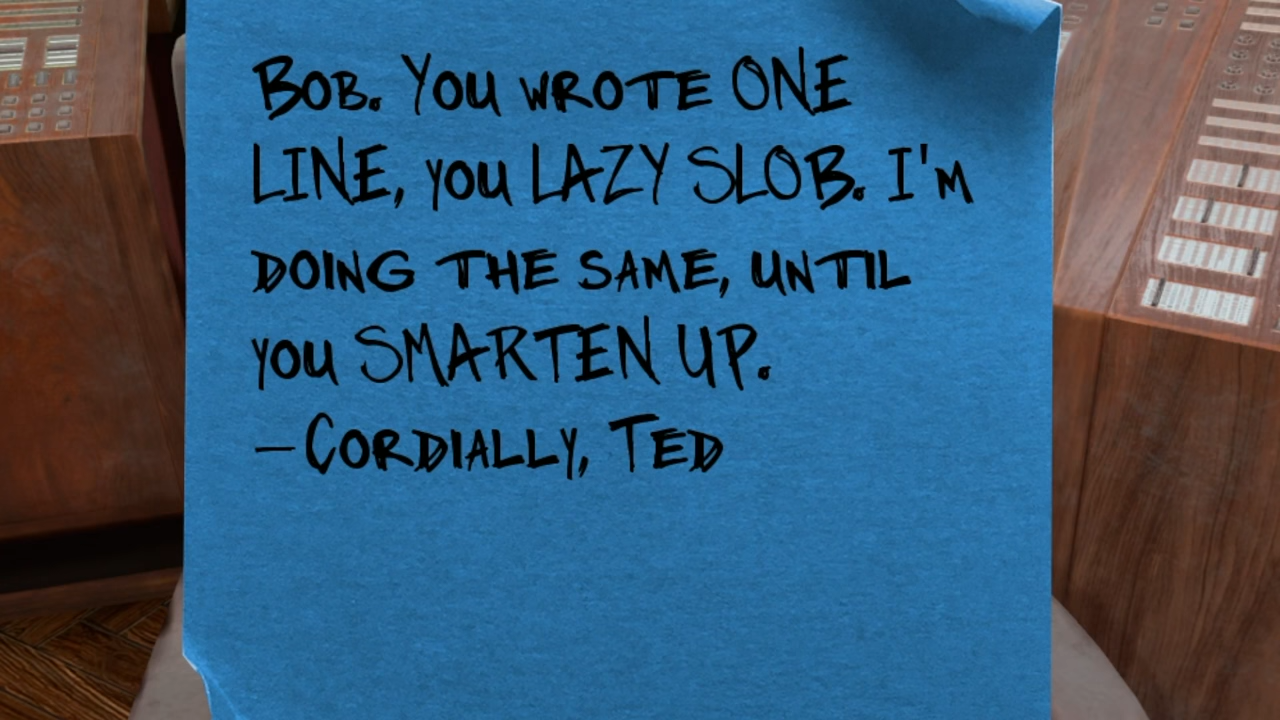 Bob. You wrote ONE
LINE, you LAZY SLOB. I'm
doing the same, until
you SMARTEN UP.
—Cordially, Ted